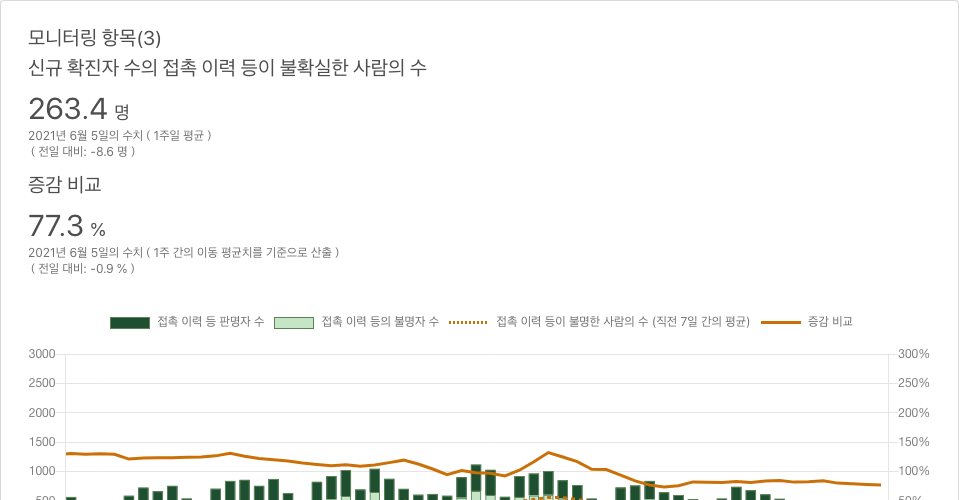 모니터링 항목(3)
신규 확진자 수의 접촉 이력 등이 불확실한 사람의 수
263.4 명
2021년 6월 5일의 수치 ( 1주일 평균 )
( 전일 대비: -8.6 명 )
증감 비교
77.3 %
2021년 6월 5일의 수치 ( 1주 간의 이동 평균치를 기준으로 산출 )
( 전일 대비: -0.9 % )
접촉 이력 등 판명자 수 접촉 이력 등의 불명자 수 접촉 이력 등이 불명한 사람의 수 (직전 7일 간의 평균) 증감 비교
3000 300%
2500 250%
2000 200%
1500 150%
1000 100%
500 50%